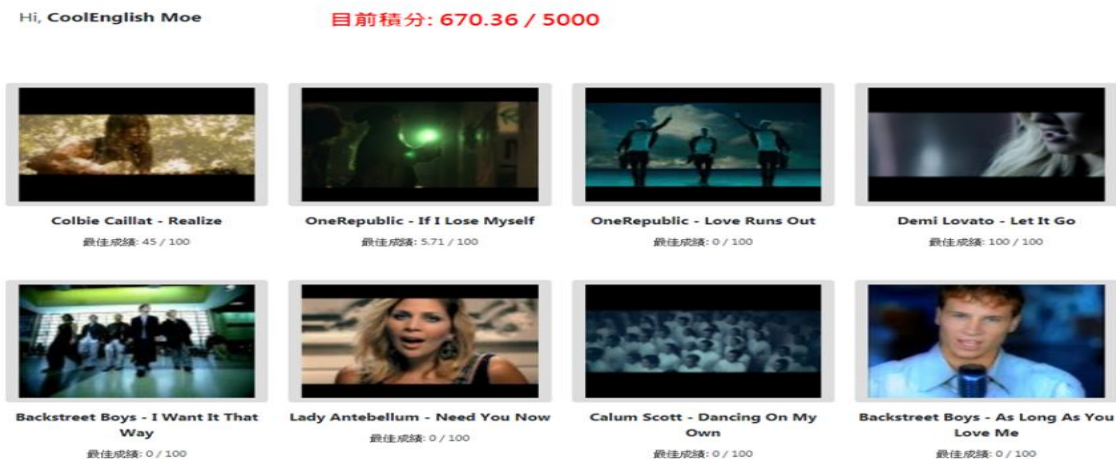 Hi, CoolEnglish Moe
目前積分: 670.36 / 5000
Colbie Caillat - Realize
最佳成績: 45 / 100
OneRepublic - If I Lose Myself
最佳成績: 5.71 / 100
OneRepublic - Love Runs Out
最佳成績: 0 / 100
Demi Lovato - Let It Go
最佳成績: 100 / 100
Backstreet Boys - I Want It That
Way
最佳成績: 0 / 100
Lady Antebellum - Need You Now
最佳成績: 0 / 100
Calum Scott - Dancing On My
Own
最佳成績: 0 / 100
Backstreet Boys - As Long As You
Love Me
最佳成績: 0 / 100